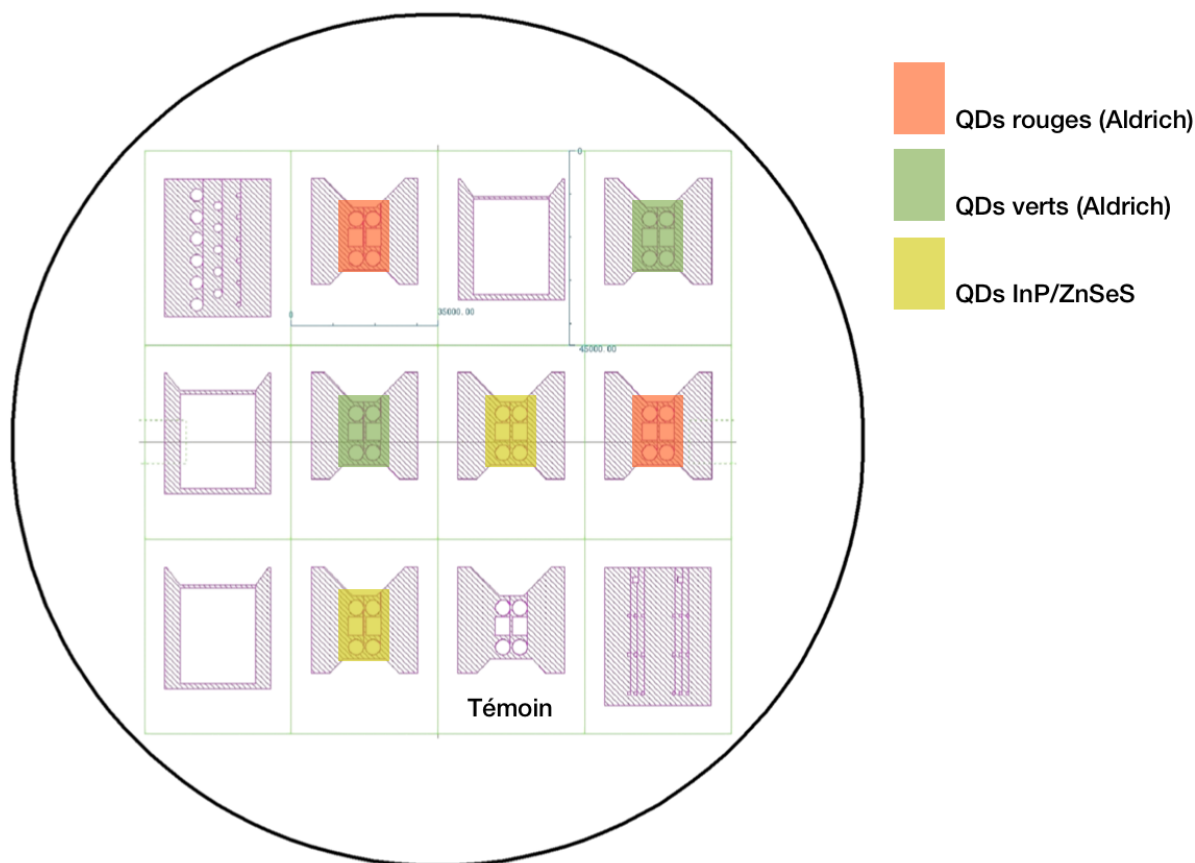 QDs rouges (Aldrich)
QDs verts (Aldrich)
QDs InP/ZnSeS
0
0
35000.00
45000.00
Témoin